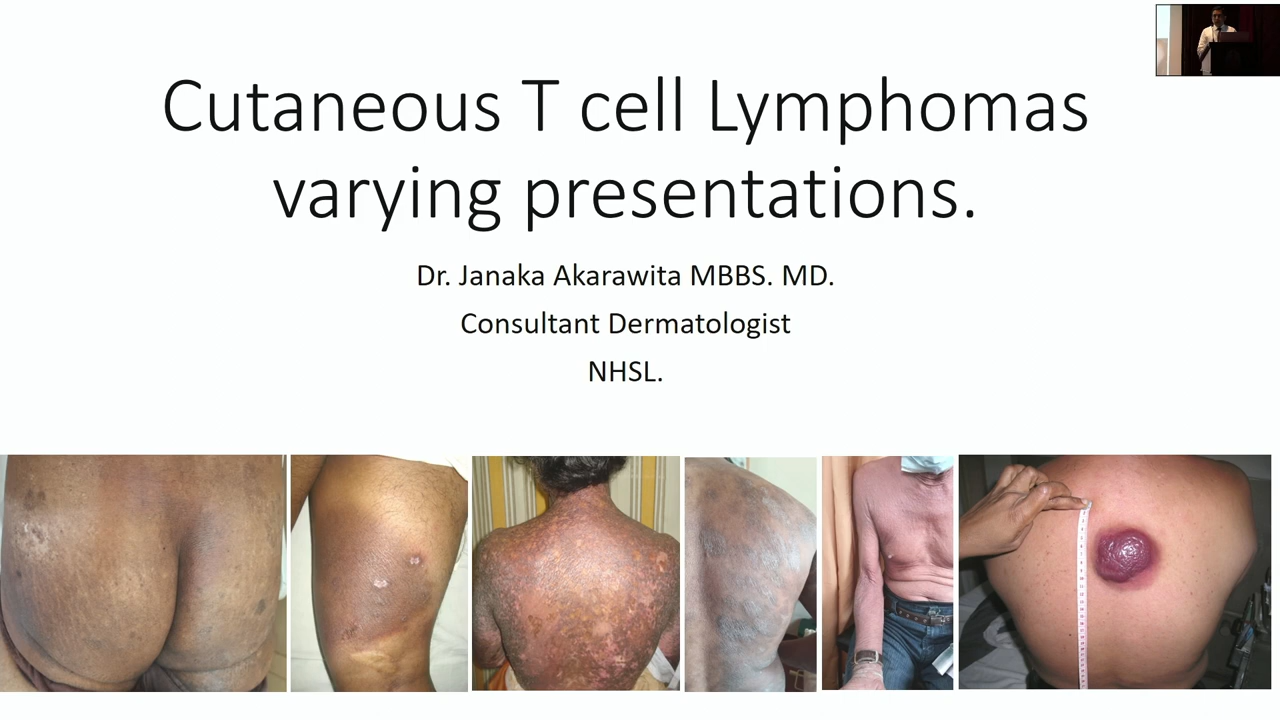 Cutaneous T cell Lymphomas
varying presentations.
Dr. Janaka Akarawita MBBS. MD.
Consultant Dermatologist
NHSL.